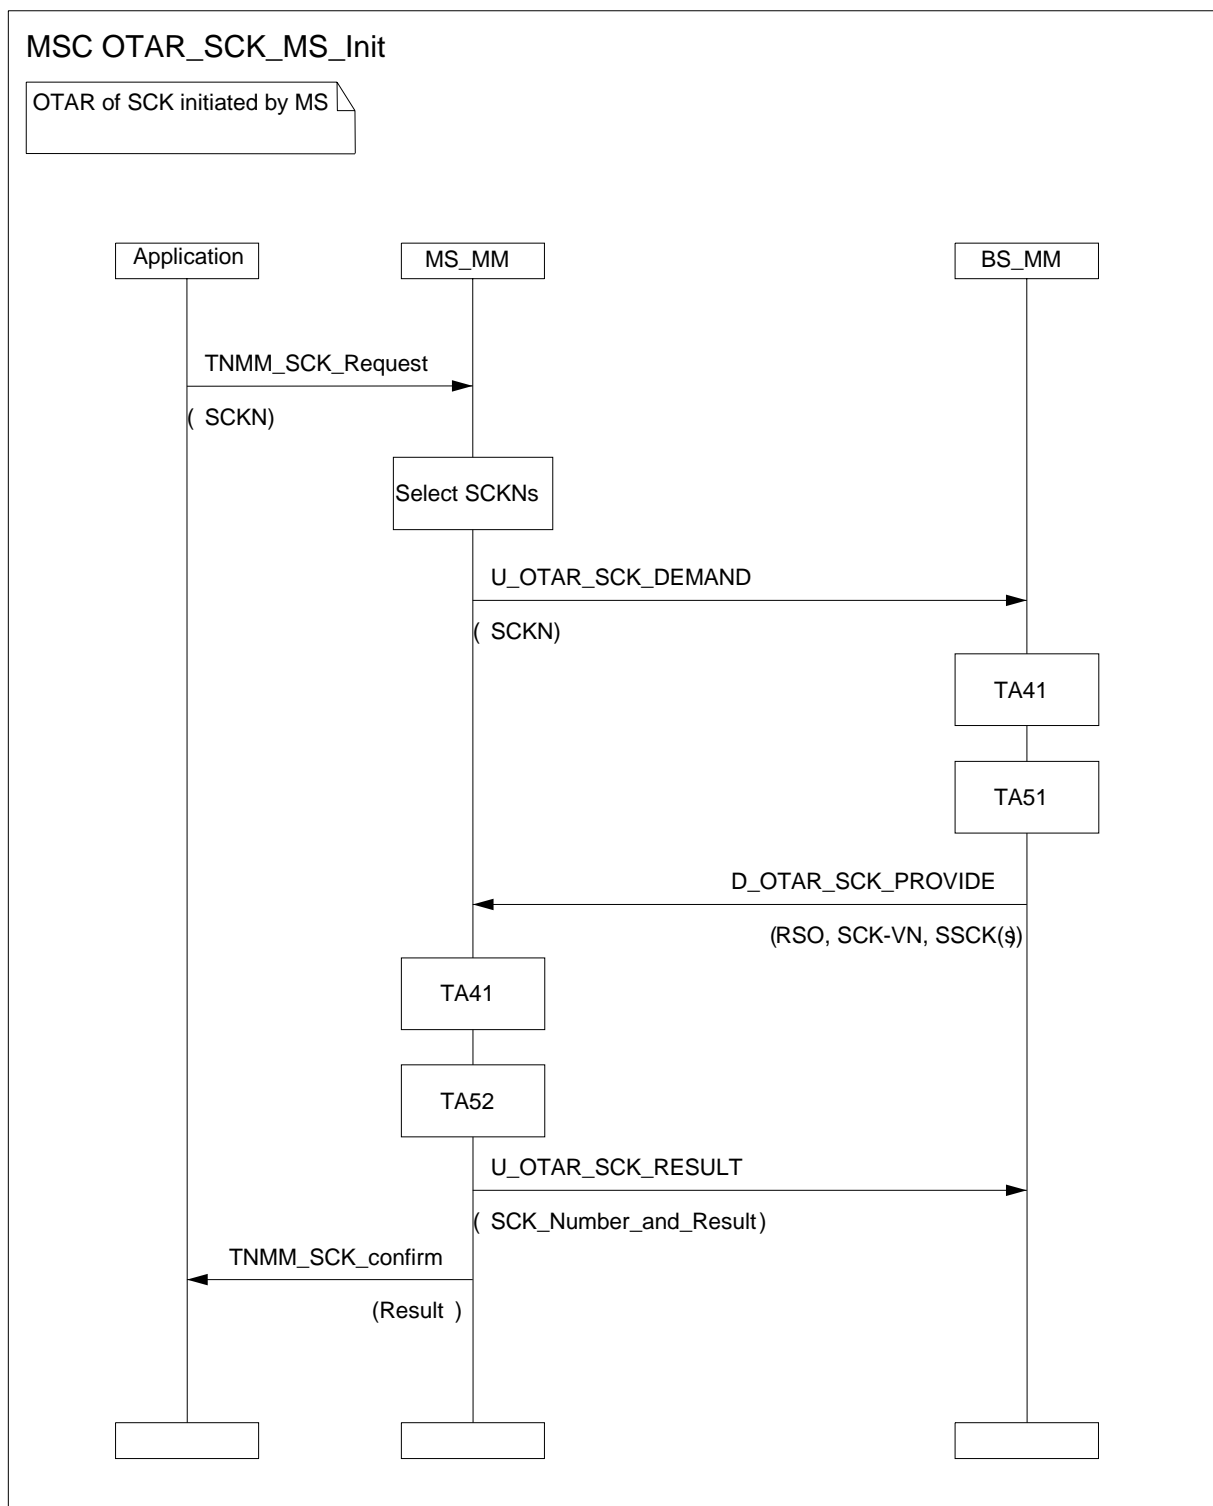 MSC OTAR_SCK_MS_Init
OTAR of SCK initiated by MS
Application
MS_MM
BS_MM
TNMM_SCK_Request
( SCKN)
Select SCKNs
U_OTAR_SCK_DEMAND
( SCKN)
TA41
TA51
D_OTAR_SCK_PROVIDE
(RSO, SCK-VN, SSCK(s))
TA41
TA52
U_OTAR_SCK_RESULT
( SCK_Number_and_Result)
TNMM_SCK_confirm
(Result )